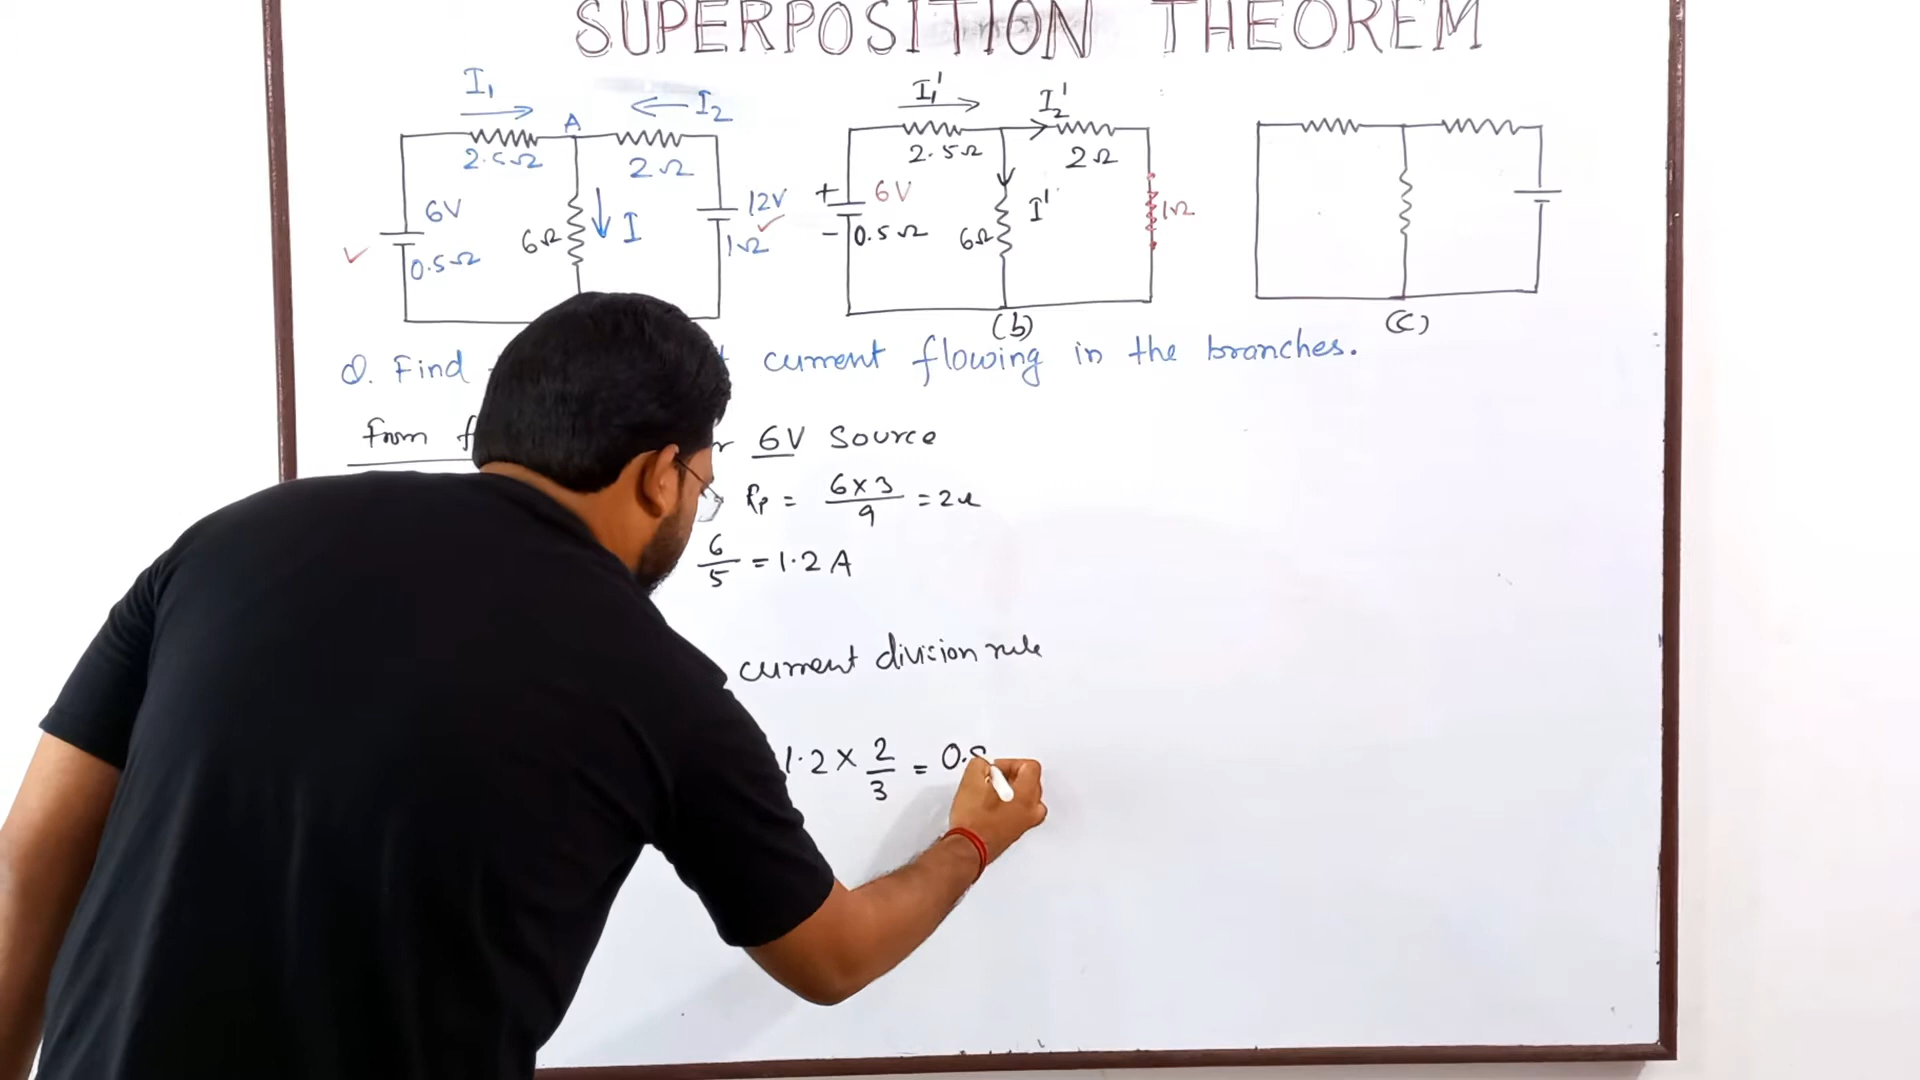 SUPERPOSITION THEOREM
I₁ I₂ A
2.5Ω 2Ω
6V 0.5Ω 6Ω I 12V 1Ω
I₁' I₂'
2.5Ω 2Ω
+ 6V
- 0.5Ω 6Ω I' 1Ω
(b) (c)
Q. Find current flowing in the branches.
From 6V Source
Rp = 6×3/9 = 2Ω
6/5 = 1.2 A
current division rule
1.2 × 2/3 = 0.8